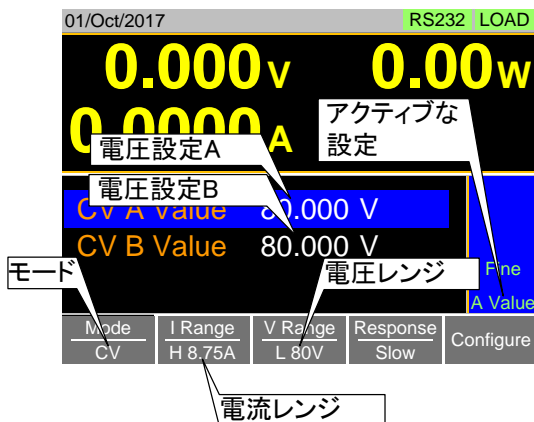 01/Oct/2017 RS232 LOAD
0.000 V 0.00 W
0.0000 A
アクティブな
設定
電圧設定A
電圧設定B
CV A Value 80.000 V
CV B Value 80.000 V
モード
電圧レンジ
Fine
A Value
Mode I Range V Range Response Configure
CV H 8.75A L 80V Slow
電流レンジ